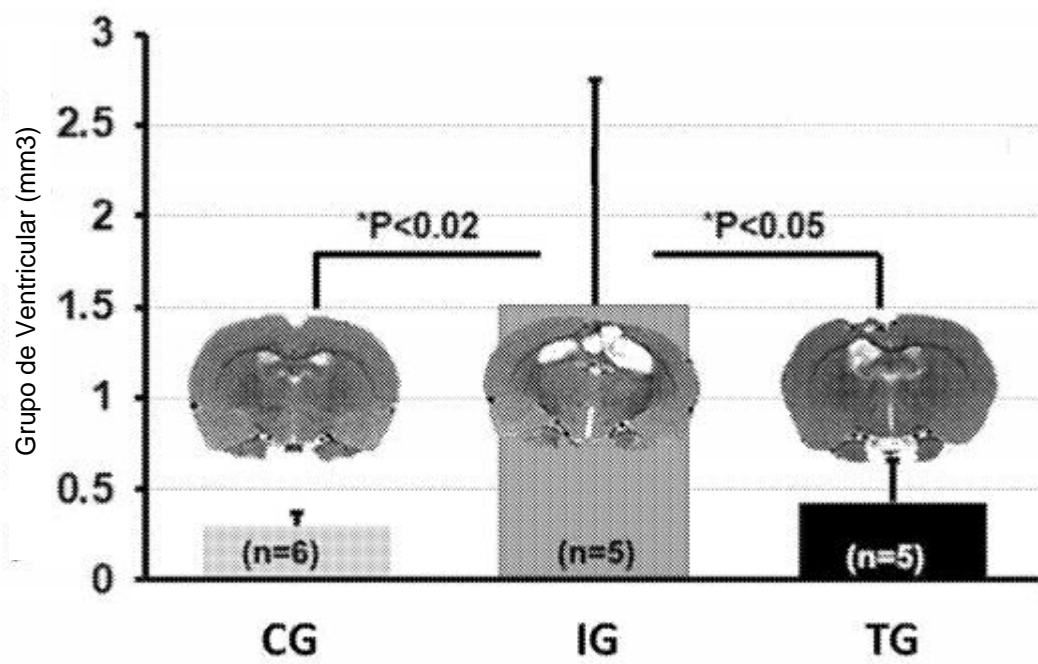 Grupo de Ventricular (mm3)
3
2.5
2
1.5
1
0.5
0
*P<0.02
*P<0.05
(n=6)
(n=5)
(n=5)
CG
IG
TG